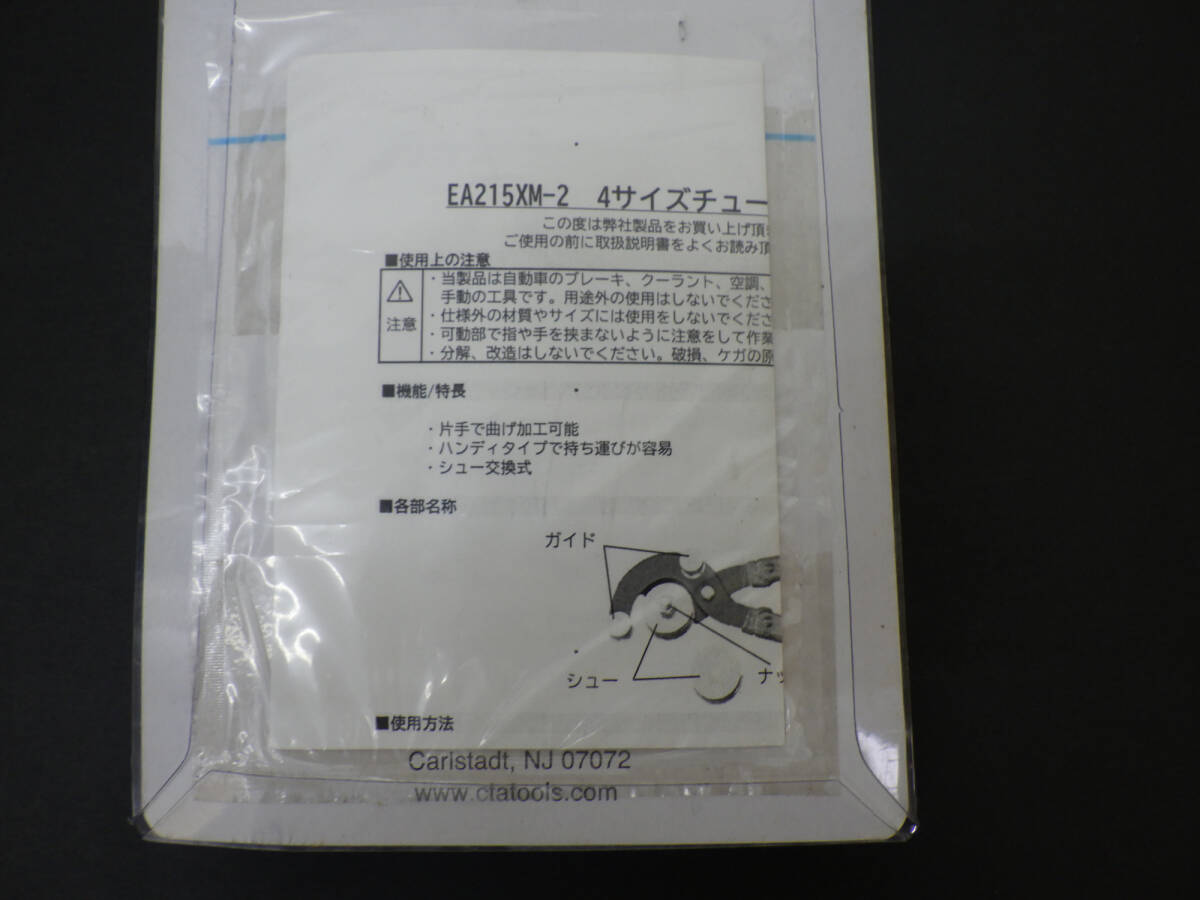 EA215XM-2 4サイズチュー
この度は弊社製品をお買い上げ頂
ご使用の前に取扱説明書をよくお読み頂
■使用上の注意
注意
・当製品は自動車のブレーキ、クーラント、空調、
手動の工具です。用途外の使用はしないでくださ
・仕様外の材質やサイズには使用をしないでくださ
・可動部で指や手を挟まないように注意をして作業
・分解、改造はしないでください。破損、ケガの原
■機能/特長
・片手で曲げ加工可能
・ハンディタイプで持ち運びが容易
・シュー交換式
■各部名称
ガイド
シュー
ナッ
■使用方法
Carlstadt, NJ 07072
www.ctatools.com